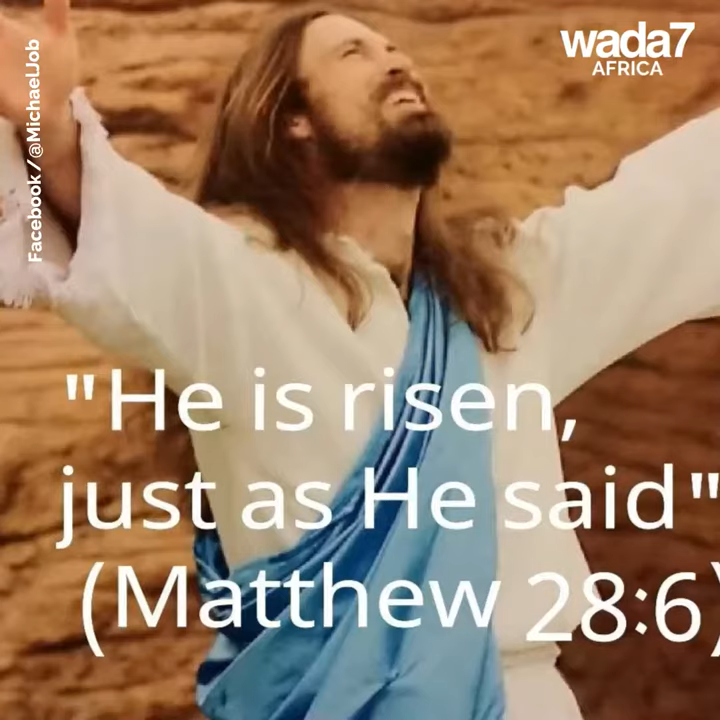 wada7
AFRICA
Facebook / @MichaelJob
"He is risen,
just as He said"
(Matthew 28:6)